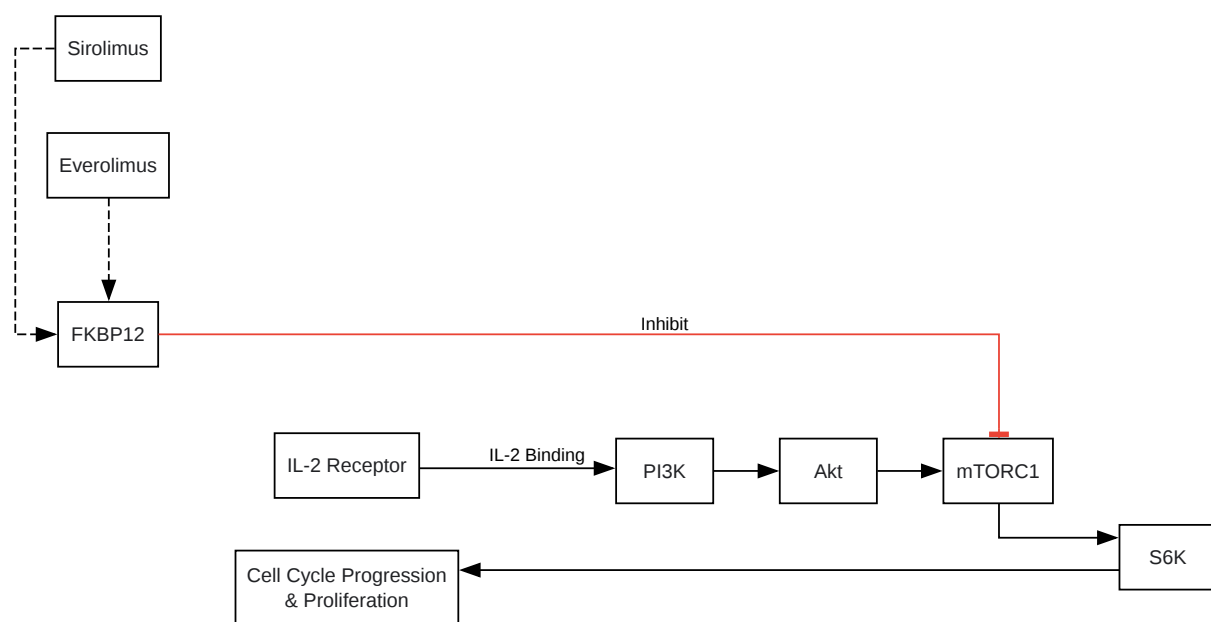 Sirolimus
Everolimus
FKBP12
Inhibit
IL-2 Receptor
IL-2 Binding
PI3K
Akt
mTORC1
S6K
Cell Cycle Progression
& Proliferation